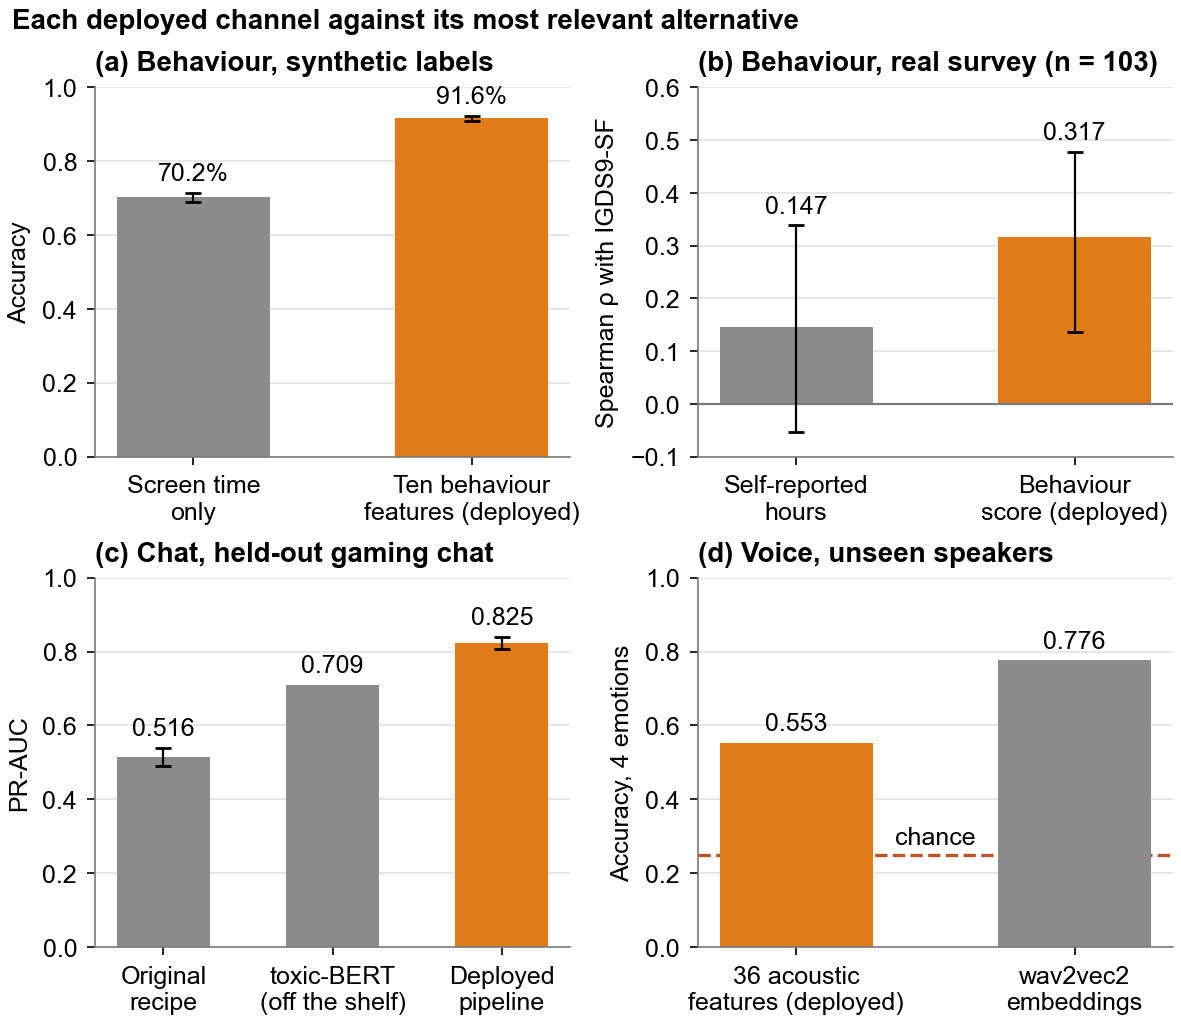 Each deployed channel against its most relevant alternative
(a) Behaviour, synthetic labels
Accuracy
1.0
0.8
0.6
0.4
0.2
0.0
70.2%
91.6%
Screen time
only
Ten behaviour
features (deployed)
(b) Behaviour, real survey (n = 103)
Spearman ρ with IGDS9-SF
0.6
0.5
0.4
0.3
0.2
0.1
0.0
−0.1
0.147
0.317
Self-reported
hours
Behaviour
score (deployed)
(c) Chat, held-out gaming chat
PR-AUC
1.0
0.8
0.6
0.4
0.2
0.0
0.516
0.709
0.825
Original
recipe
toxic-BERT
(off the shelf)
Deployed
pipeline
(d) Voice, unseen speakers
Accuracy, 4 emotions
1.0
0.8
0.6
0.4
0.2
0.0
0.553
0.776
chance
36 acoustic
features (deployed)
wav2vec2
embeddings